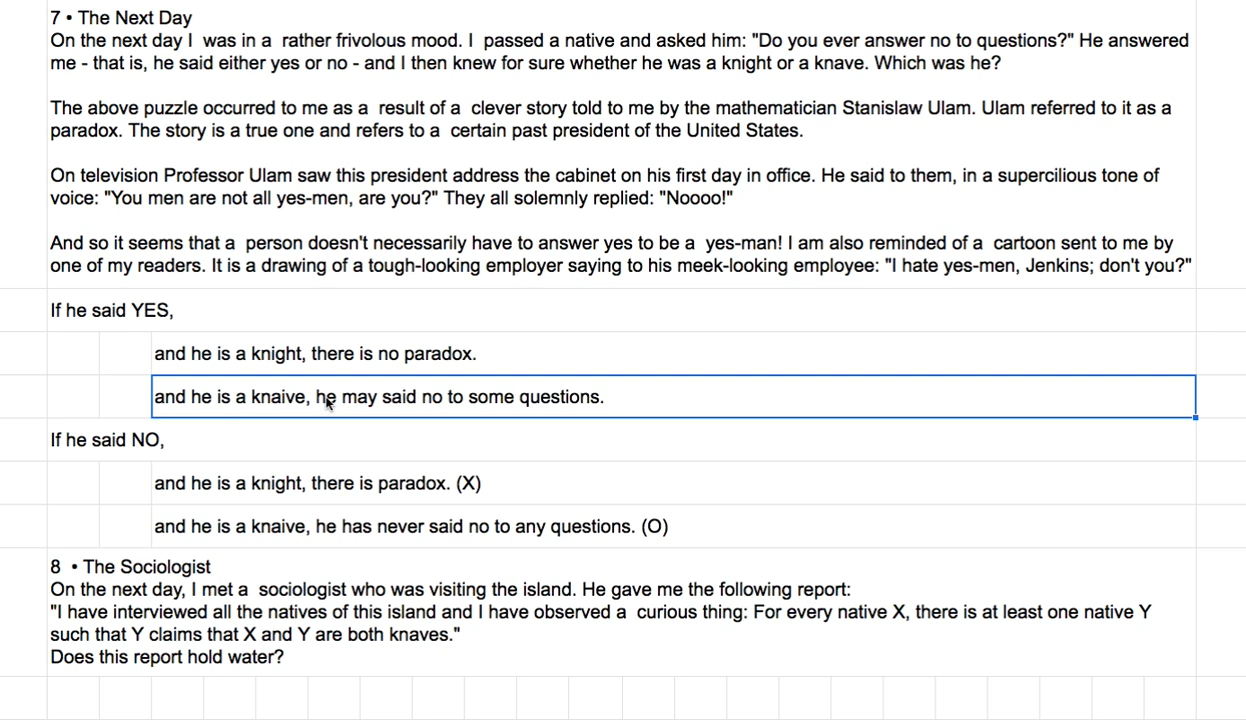 7 • The Next Day
On the next day I was in a rather frivolous mood. I passed a native and asked him: "Do you ever answer no to questions?" He answered
me - that is, he said either yes or no - and I then knew for sure whether he was a knight or a knave. Which was he?
The above puzzle occurred to me as a result of a clever story told to me by the mathematician Stanislaw Ulam. Ulam referred to it as a
paradox. The story is a true one and refers to a certain past president of the United States.
On television Professor Ulam saw this president address the cabinet on his first day in office. He said to them, in a supercilious tone of
voice: "You men are not all yes-men, are you?" They all solemnly replied: "Noooo!"
And so it seems that a person doesn't necessarily have to answer yes to be a yes-man! I am also reminded of a cartoon sent to me by
one of my readers. It is a drawing of a tough-looking employer saying to his meek-looking employee: "I hate yes-men, Jenkins; don't you?"
If he said YES,
and he is a knight, there is no paradox.
and he is a knaive, he may said no to some questions.
If he said NO,
and he is a knight, there is paradox. (X)
and he is a knaive, he has never said no to any questions. (O)
8 • The Sociologist
On the next day, I met a sociologist who was visiting the island. He gave me the following report:
"I have interviewed all the natives of this island and I have observed a curious thing: For every native X, there is at least one native Y
such that Y claims that X and Y are both knaves."
Does this report hold water?